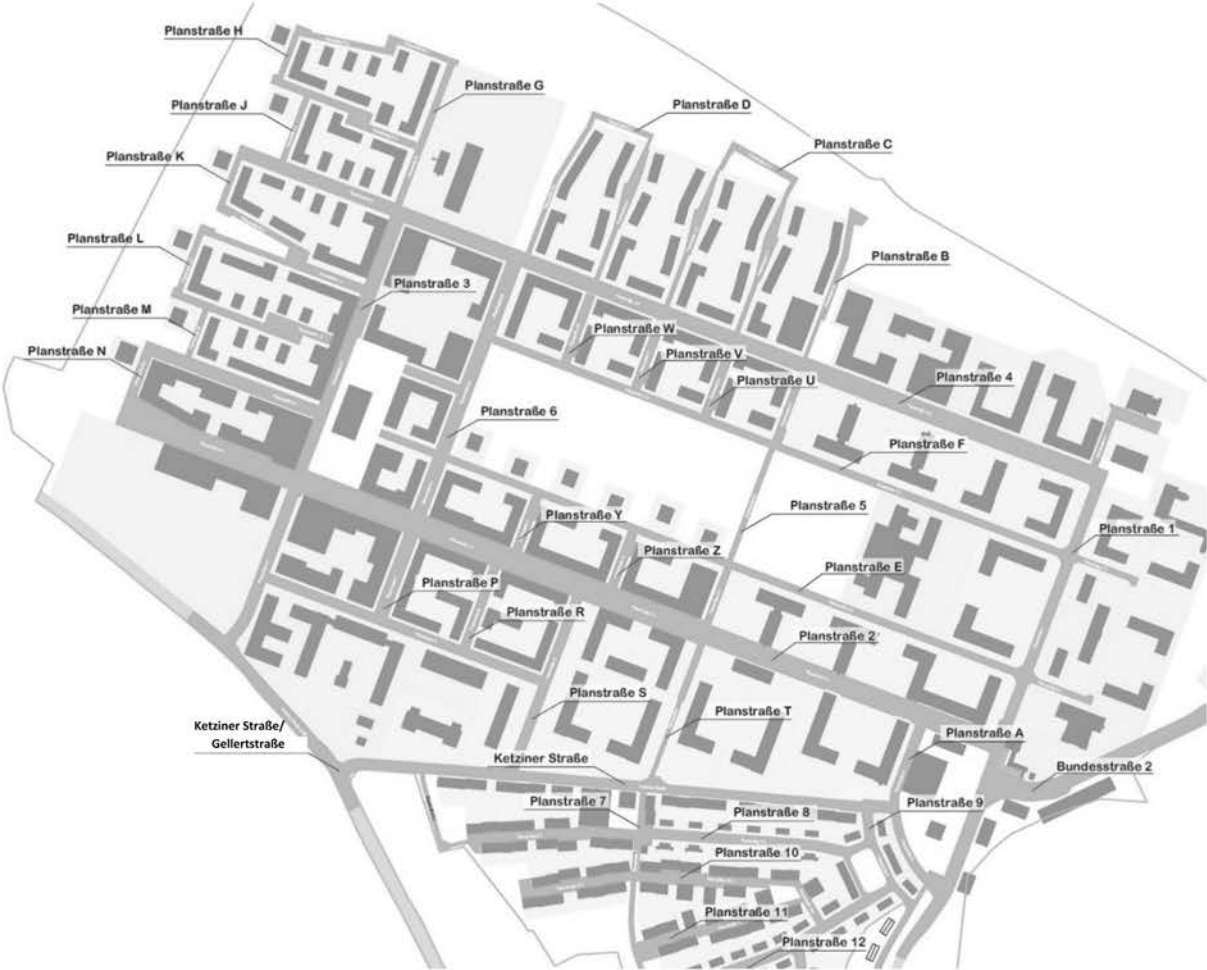 Planstraße H
Planstraße G
Planstraße D
Planstraße J
Planstraße C
Planstraße K
Planstraße L
Planstraße B
Planstraße 3
Planstraße M
Planstraße W
Planstraße N
Planstraße V
Planstraße U
Planstraße 4
Planstraße 6
Planstraße F
Planstraße 5
Planstraße Y
Planstraße 1
Planstraße Z
Planstraße E
Planstraße P
Planstraße R
Planstraße 2
Planstraße S
Planstraße T
Ketziner Straße/
Gellertstraße
Planstraße A
Ketziner Straße
Bundesstraße 2
Planstraße 7
Planstraße 9
Planstraße 8
Planstraße 10
Planstraße 11
Planstraße 12